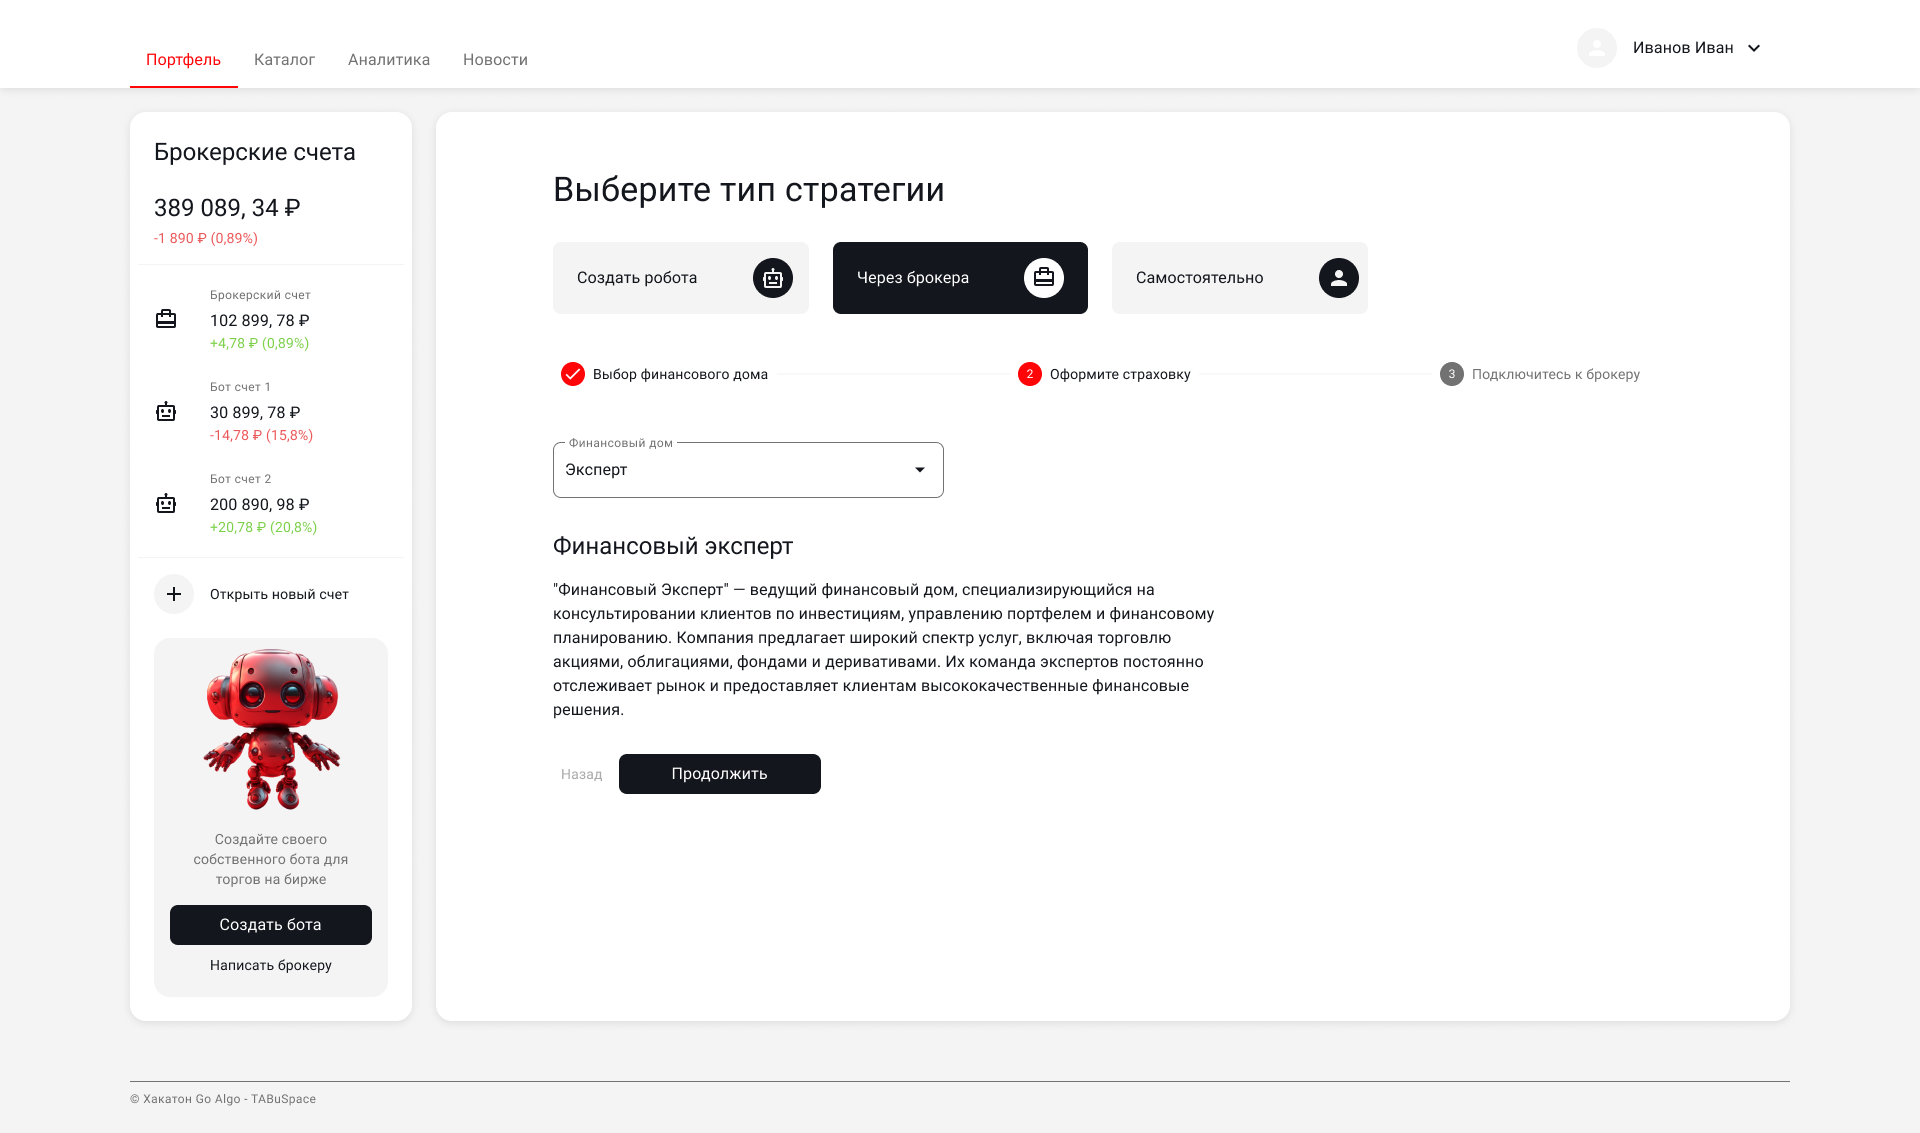 Портфель
Каталог
Аналитика
Новости
Иванов Иван
Брокерские счета
389 089, 34 ₽
-1 890 ₽ (0,89%)
Брокерский счет
102 899, 78 ₽
+4,78 ₽ (0,89%)
Бот счет 1
30 899, 78 ₽
-14,78 ₽ (15,8%)
Бот счет 2
200 890, 98 ₽
+20,78 ₽ (20,8%)
Открыть новый счет
Создайте своего
собственного бота для
торгов на бирже
Создать бота
Написать брокеру
Выберите тип стратегии
Создать робота
Через брокера
Самостоятельно
Выбор финансового дома
2 Оформите страховку
3 Подключитесь к брокеру
Финансовый дом
Эксперт
Финансовый эксперт
"Финансовый Эксперт" — ведущий финансовый дом, специализирующийся на
консультировании клиентов по инвестициям, управлению портфелем и финансовому
планированию. Компания предлагает широкий спектр услуг, включая торговлю
акциями, облигациями, фондами и деривативами. Их команда экспертов постоянно
отслеживает рынок и предоставляет клиентам высококачественные финансовые
решения.
Назад
Продолжить
© Хакатон Go Algo - TABuSpace